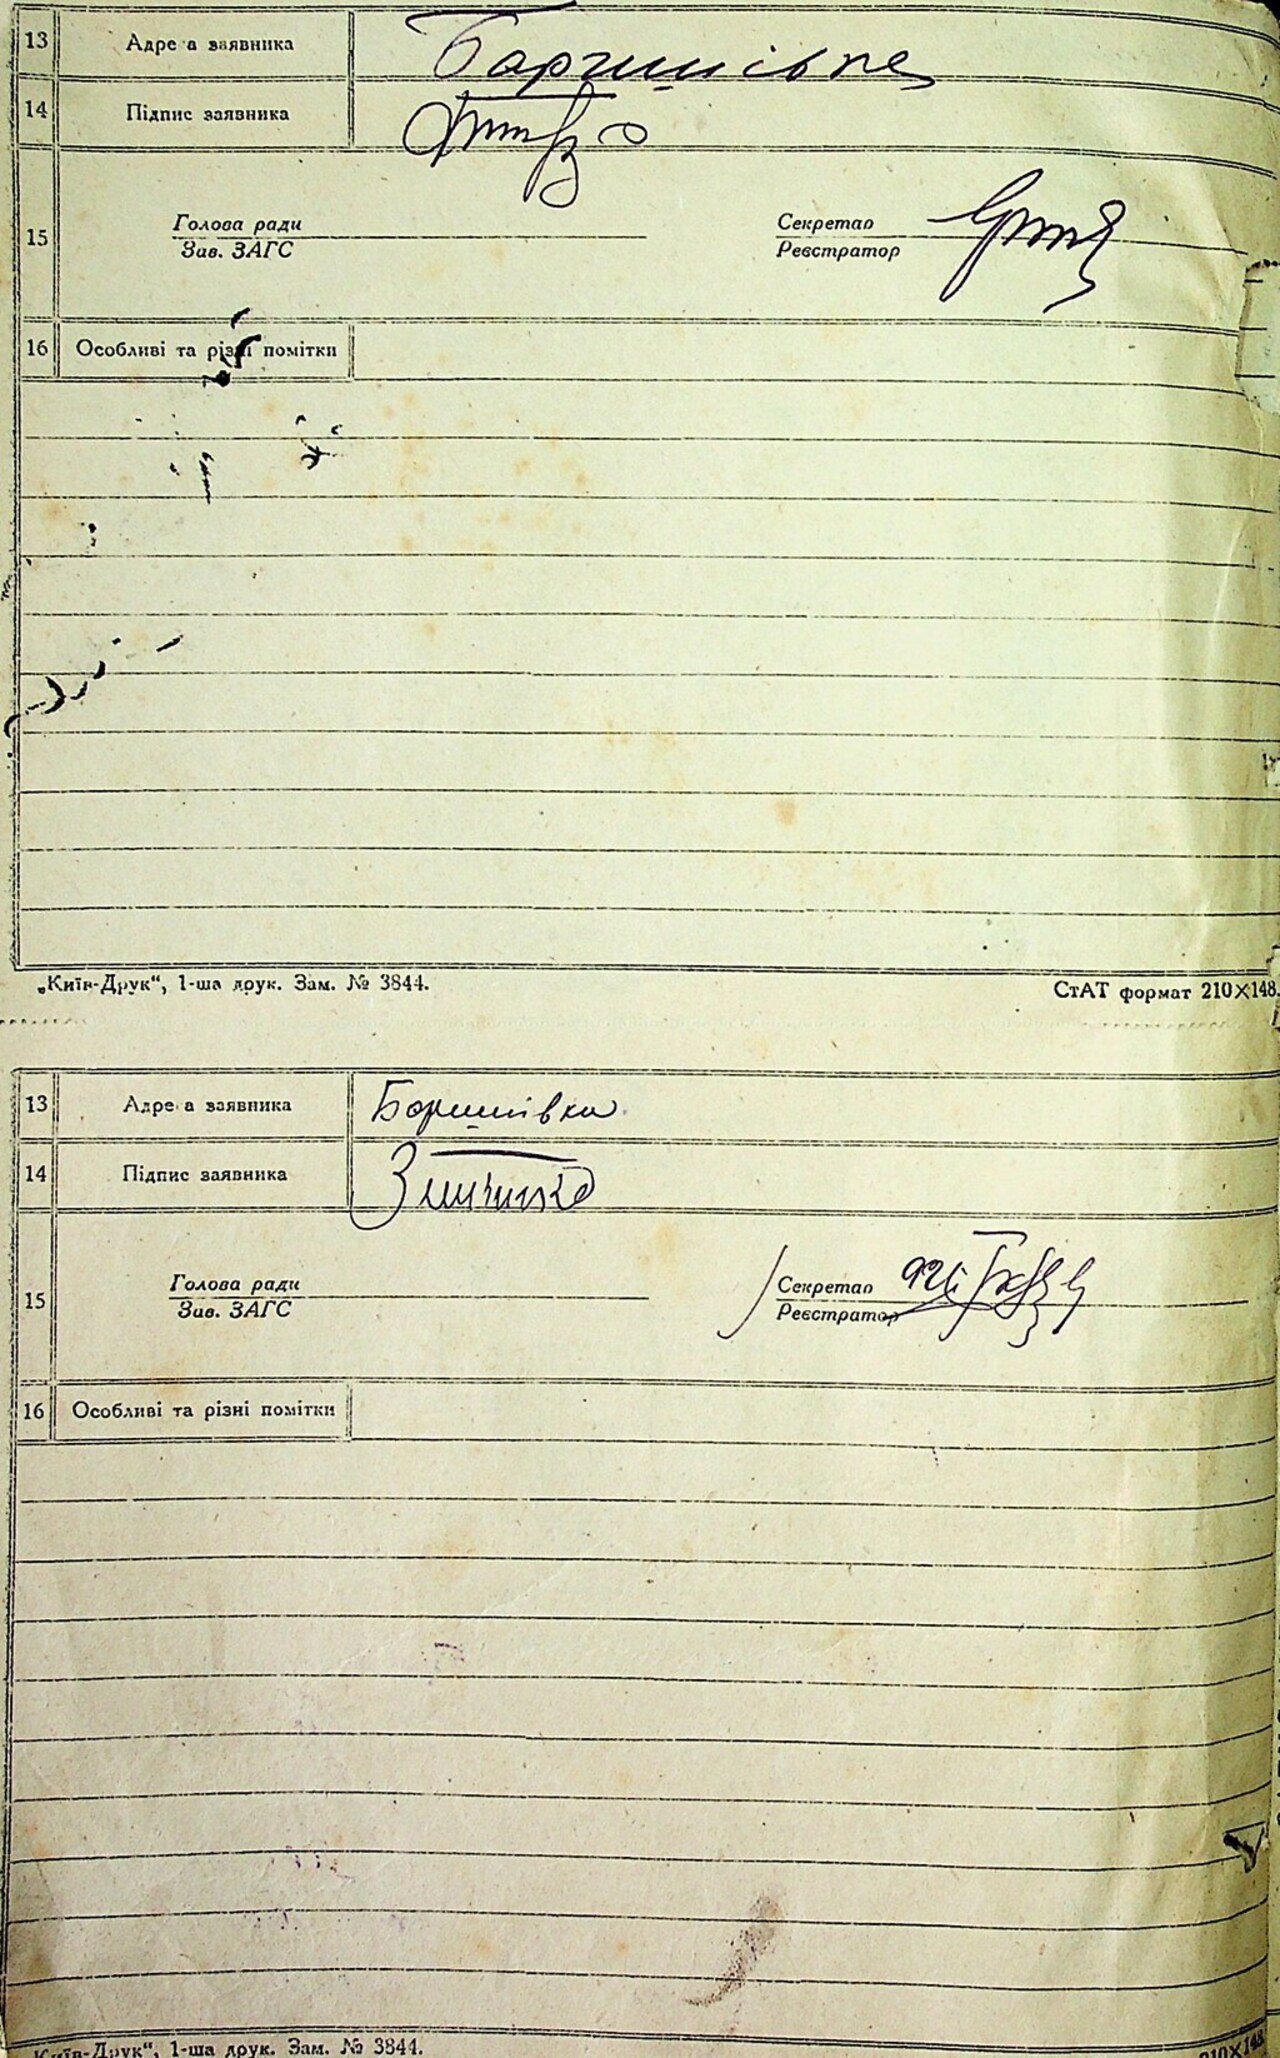 13 Адре а заявника
14 Підпис заявника
15 Голова ради Секретар
Зав. ЗАГС Реєстратор
16 Особливі та різні помітки
„Київ-Друк“, 1-ша друк. Зам. № 3844. СтАТ формат 210×148.
13 Адре а заявника
14 Підпис заявника
15 Голова ради Секретар
Зав. ЗАГС Реєстратор
16 Особливі та різні помітки
Київ-Друк“, 1-ша друк. Зам. № 3844. 210×148